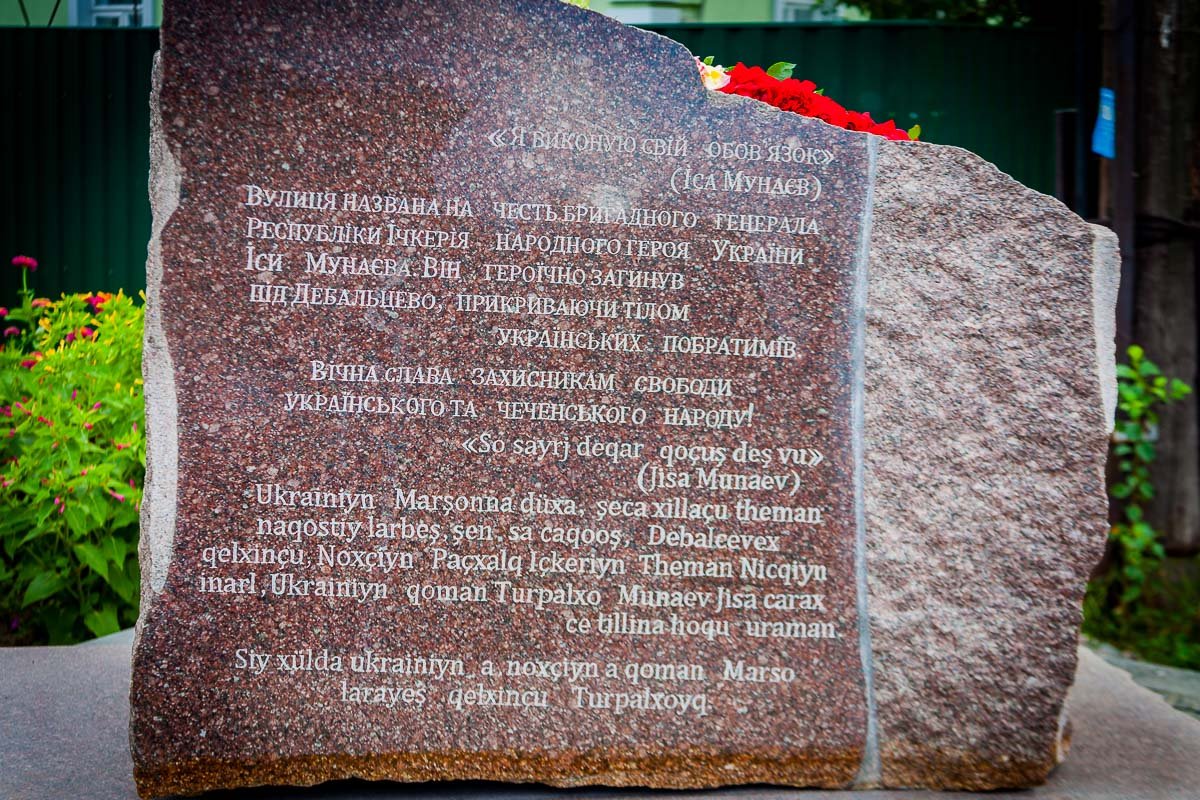 «Я виконую свій обов'язок»
(Іса Мунаєв)
Вулиця названа на честь бригадного генерала
Республіки Ічкерія народного героя України
Іси Мунаєва. Він героїчно загинув
під Дебальцево, прикриваючи тілом
українських побратимів
Вічна слава захисникам свободи
українського та чеченського народу!
«So sayrj deqar qoçuş deş vu»
(Jisa Munaev)
Ukrainiyn Marşonna düxa, şeca xillaçu theman
naqostiy larbeş, şen, sa caqooş, Debalcevex
qelxinçu, Noxçiyn Paçxalq Ickeriyn Theman Nicqiyn
inarl, Ukrainiyn qoman Turpalxo Munaev Jisa carax
ce tillina hoqu uraman.
Siy xülda ukrainiyn a noxçiyn a qoman Marso
larayeş qelxinçu Turpalxoyq.